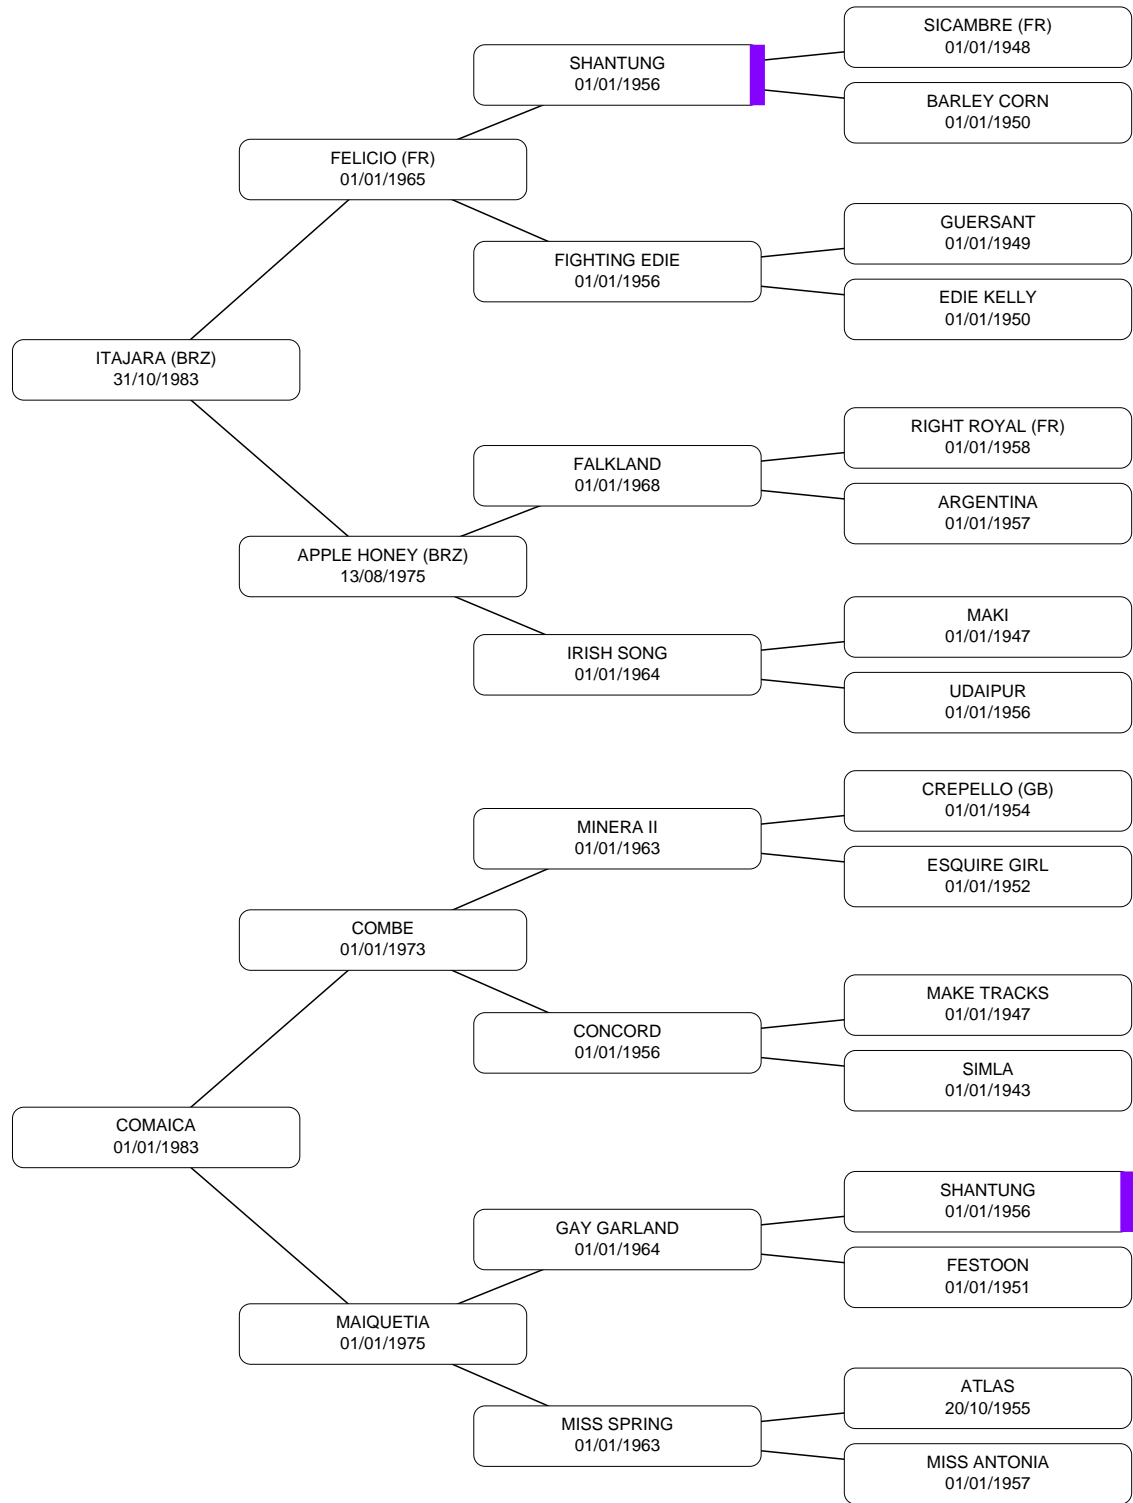 SICAMBRE (FR)
01/01/1948
SHANTUNG
01/01/1956
BARLEY CORN
01/01/1950
FELICIO (FR)
01/01/1965
GUERSANT
01/01/1949
FIGHTING EDIE
01/01/1956
EDIE KELLY
01/01/1950
ITAJARA (BRZ)
31/10/1983
RIGHT ROYAL (FR)
01/01/1958
FALKLAND
01/01/1968
ARGENTINA
01/01/1957
APPLE HONEY (BRZ)
13/08/1975
MAKI
01/01/1947
IRISH SONG
01/01/1964
UDAIPUR
01/01/1956
CREPELLO (GB)
01/01/1954
MINERA II
01/01/1963
ESQUIRE GIRL
01/01/1952
COMBE
01/01/1973
MAKE TRACKS
01/01/1947
CONCORD
01/01/1956
SIMLA
01/01/1943
COMAICA
01/01/1983
SHANTUNG
01/01/1956
GAY GARLAND
01/01/1964
FESTOON
01/01/1951
MAIQUETIA
01/01/1975
ATLAS
20/10/1955
MISS SPRING
01/01/1963
MISS ANTONIA
01/01/1957